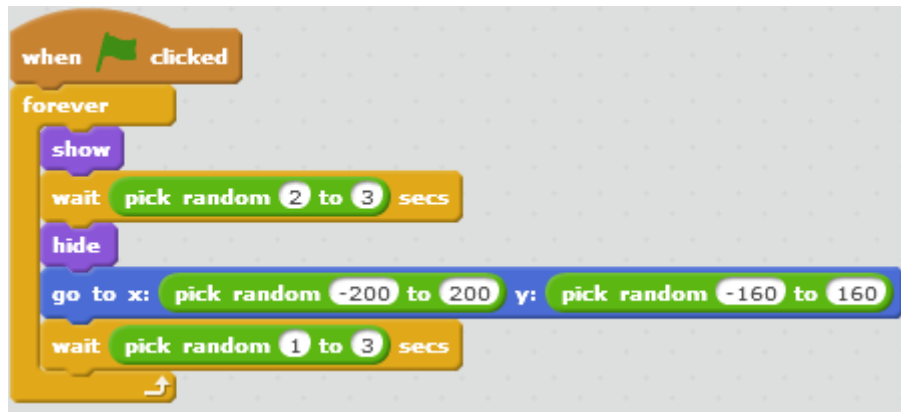 when clicked
forever
show
wait pick random 2 to 3 secs
hide
go to x: pick random -200 to 200 y: pick random -160 to 160
wait pick random 1 to 3 secs